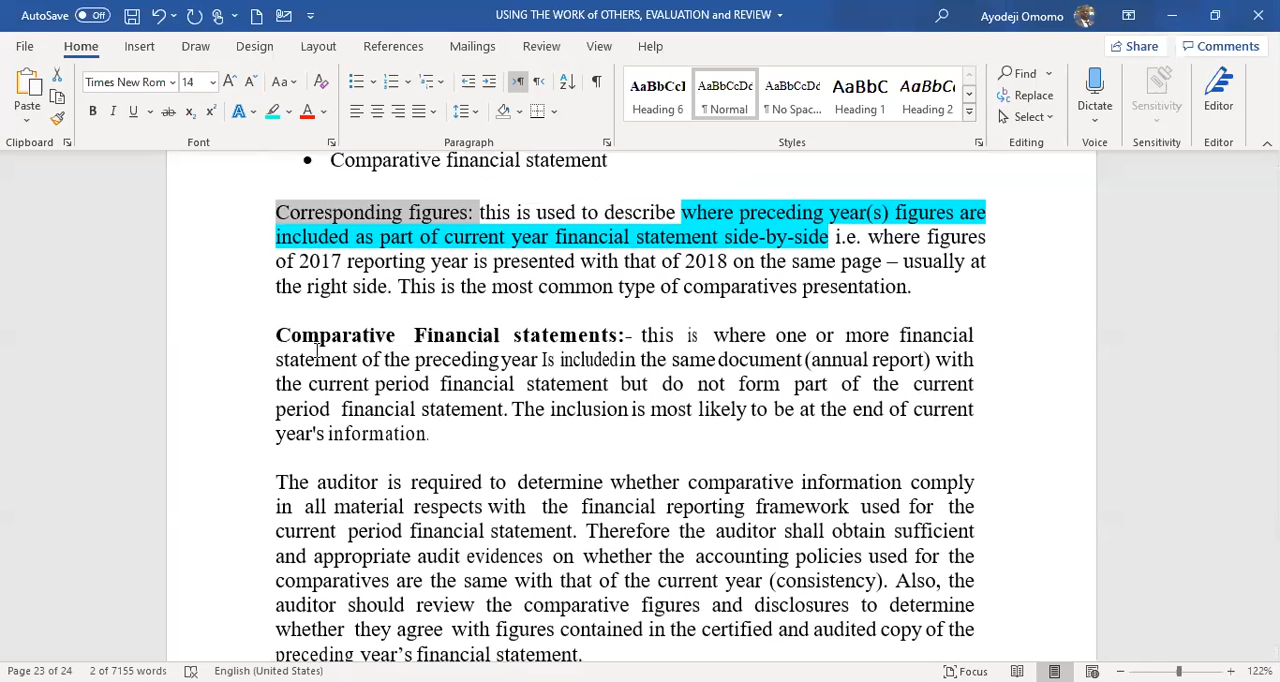 AutoSave Off USING THE WORK of OTHERS, EVALUATION and REVIEW Ayodeji Omomo
File Home Insert Draw Design Layout References Mailings Review View Help Share Comments
Paste Times New Rom 14 A A Aa A AaBbCcI AaBbCcDc AaBbCcDc AaBbC AaBbCc Find Replace Select Dictate Sensitivity Editor
B I U ab x₂ x² A A Heading 6 ¶ Normal ¶ No Spac... Heading 1 Heading 2
Clipboard Font Paragraph Styles Editing Voice Sensitivity Editor
• Comparative financial statement
Corresponding figures: this is used to describe where preceding year(s) figures are
included as part of current year financial statement side-by-side i.e. where figures
of 2017 reporting year is presented with that of 2018 on the same page – usually at
the right side. This is the most common type of comparatives presentation.
Comparative Financial statements:- this is where one or more financial
statement of the preceding year Is included in the same document (annual report) with
the current period financial statement but do not form part of the current
period financial statement. The inclusion is most likely to be at the end of current
year's information.
The auditor is required to determine whether comparative information comply
in all material respects with the financial reporting framework used for the
current period financial statement. Therefore the auditor shall obtain sufficient
and appropriate audit evidences on whether the accounting policies used for the
comparatives are the same with that of the current year (consistency). Also, the
auditor should review the comparative figures and disclosures to determine
whether they agree with figures contained in the certified and audited copy of the
preceding year's financial statement.
Page 23 of 24 2 of 7155 words English (United States) Focus 122%